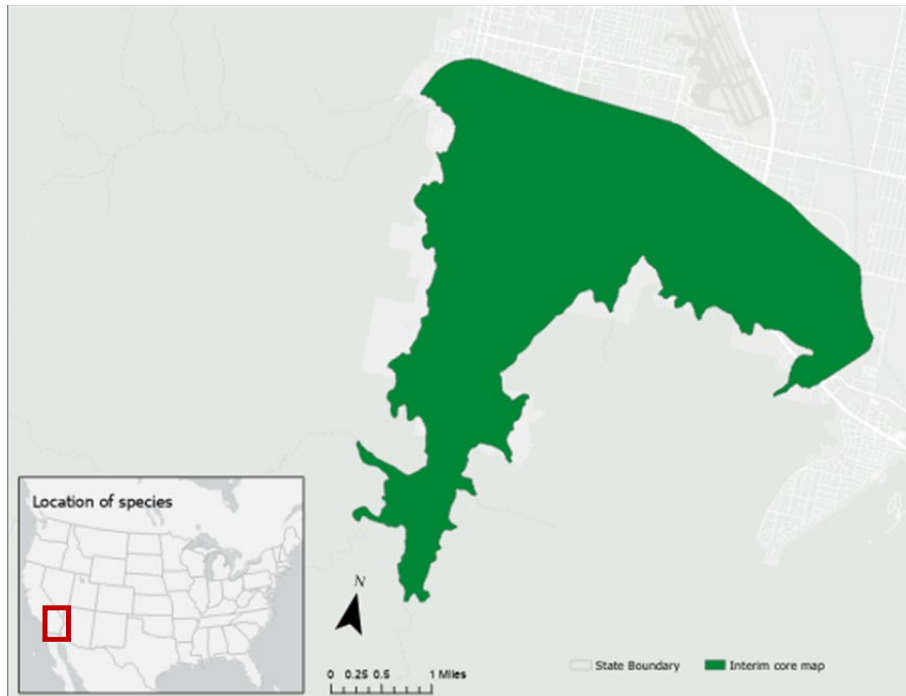 Location of species
N
0 0.25 0.5 1 Miles
State Boundary
Interim core map